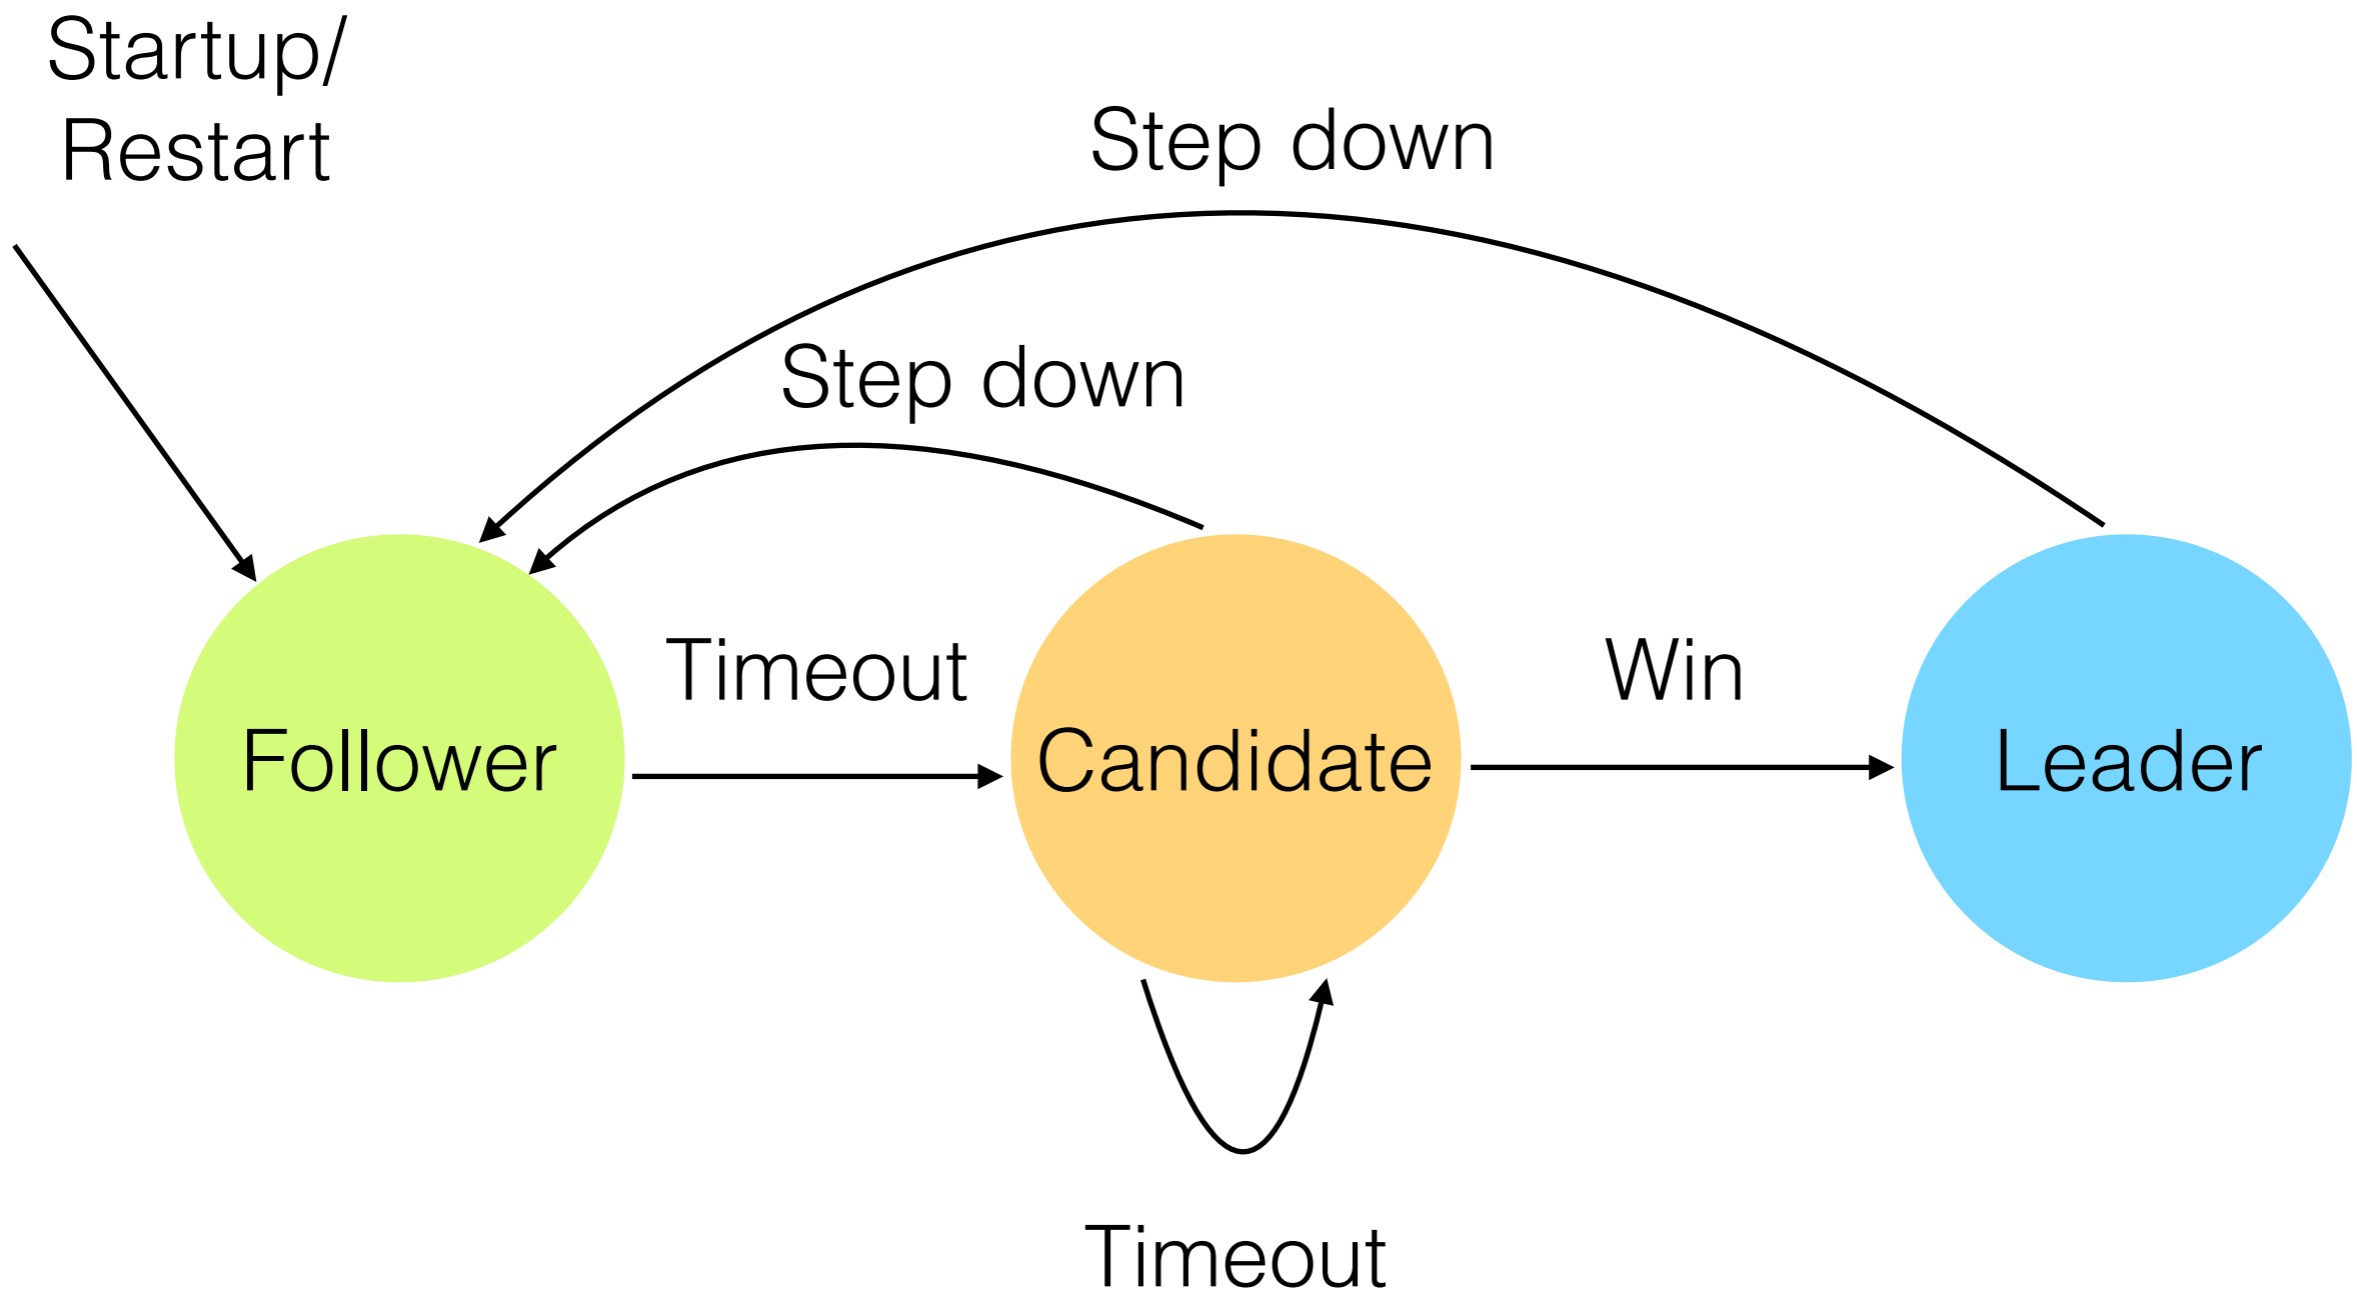 Startup/
Restart
Step down
Step down
Timeout
Win
Follower
Candidate
Leader
Timeout